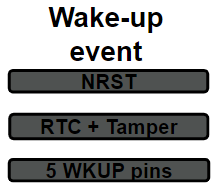 Wake-up
event
NRST
RTC + Tamper
5 WKUP pins